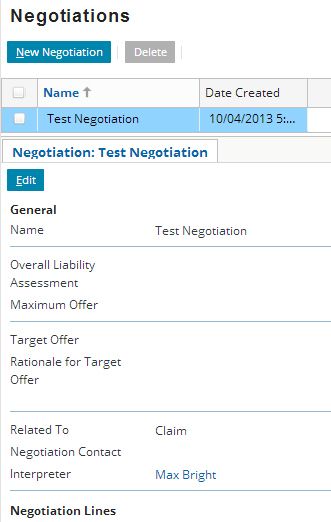 Negotiations
New Negotiation Delete
Name ↑ Date Created
Test Negotiation 10/04/2013 5:...
Negotiation: Test Negotiation
Edit
General
Name Test Negotiation
Overall Liability
Assessment
Maximum Offer
Target Offer
Rationale for Target
Offer
Related To Claim
Negotiation Contact
Interpreter Max Bright
Negotiation Lines